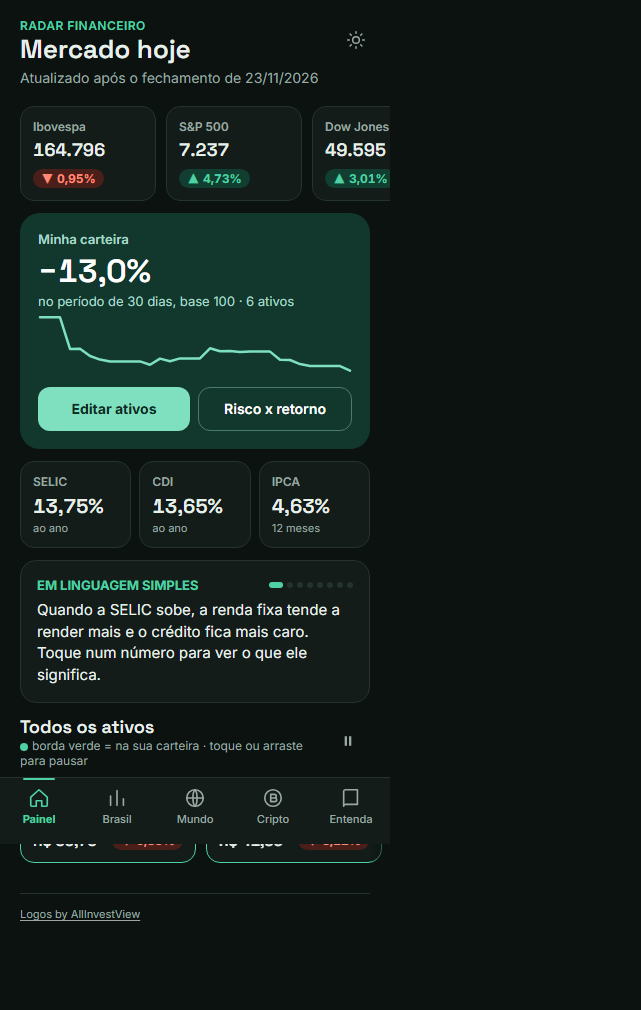 RADAR FINANCEIRO
Mercado hoje
Atualizado após o fechamento de 23/11/2026
Ibovespa
164.796
▼ 0,95%
S&P 500
7.237
▲ 4,73%
Dow Jones
49.595
▲ 3,01%
Minha carteira
−13,0%
no período de 30 dias, base 100 · 6 ativos
Editar ativos
Risco x retorno
SELIC
13,75%
ao ano
CDI
13,65%
ao ano
IPCA
4,63%
12 meses
EM LINGUAGEM SIMPLES
Quando a SELIC sobe, a renda fixa tende a
render mais e o crédito fica mais caro.
Toque num número para ver o que ele
significa.
Todos os ativos
borda verde = na sua carteira · toque ou arraste
para pausar
Painel
Brasil
Mundo
Cripto
Entenda
Logos by AllInvestView